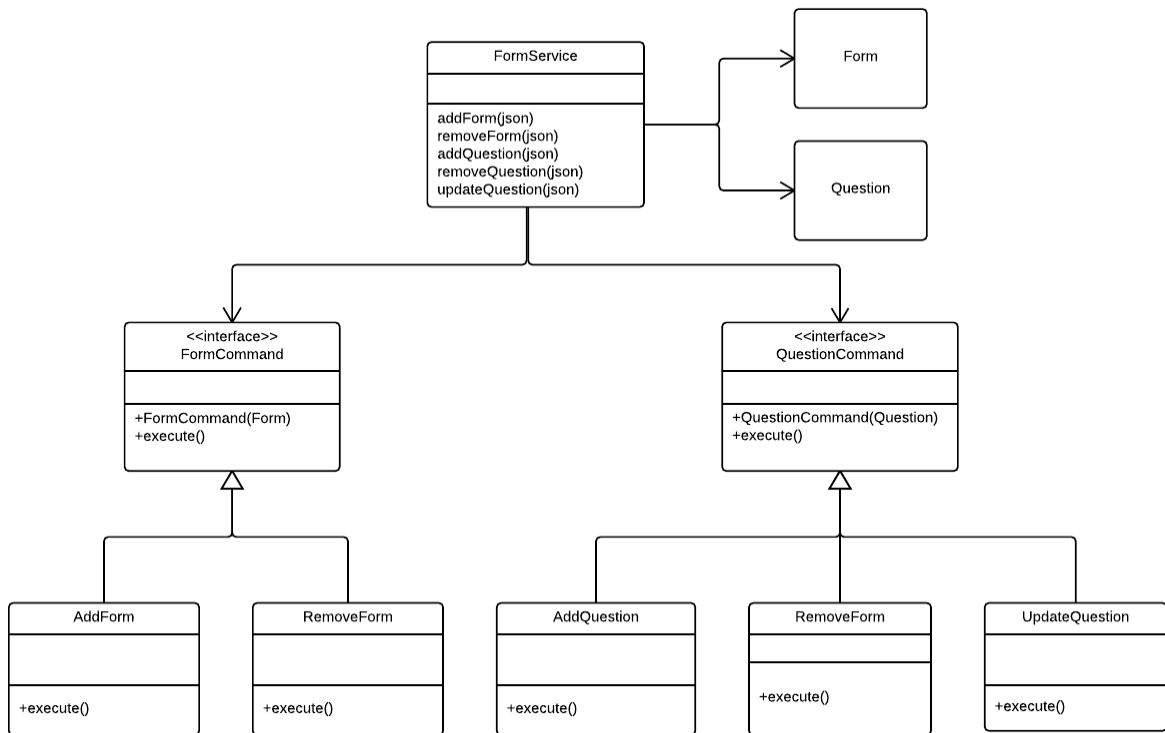 FormService
addForm(json)
removeForm(json)
addQuestion(json)
removeQuestion(json)
updateQuestion(json)
Form
Question
<<interface>>
FormCommand
+FormCommand(Form)
+execute()
<<interface>>
QuestionCommand
+QuestionCommand(Question)
+execute()
AddForm
+execute()
RemoveForm
+execute()
AddQuestion
+execute()
RemoveForm
+execute()
UpdateQuestion
+execute()